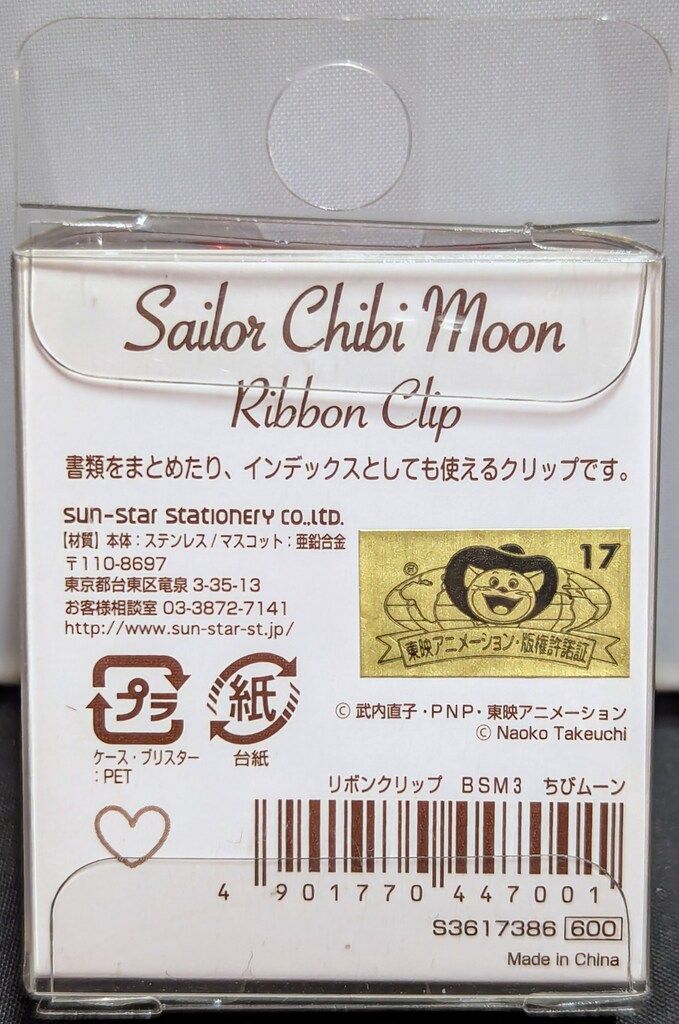 Sailor Chibi Moon
Ribbon Clip
書類をまとめたり、インデックスとしても使えるクリップです。
sun-star stationery co.,ltd.
【材質】本体：ステンレス/マスコット：亜鉛合金
〒110-8697
東京都台東区竜泉 3-35-13
お客様相談室 03-3872-7141
http://www.sun-star-st.jp/
17
®
東映アニメーション・版権許諾証
プラ
紙
ケース・ブリスター
:PET
台紙
© 武内直子・PNP・東映アニメーション
© Naoko Takeuchi
リボンクリップ BSM3 ちびムーン
4 901770 447001
S3617386 600
Made in China